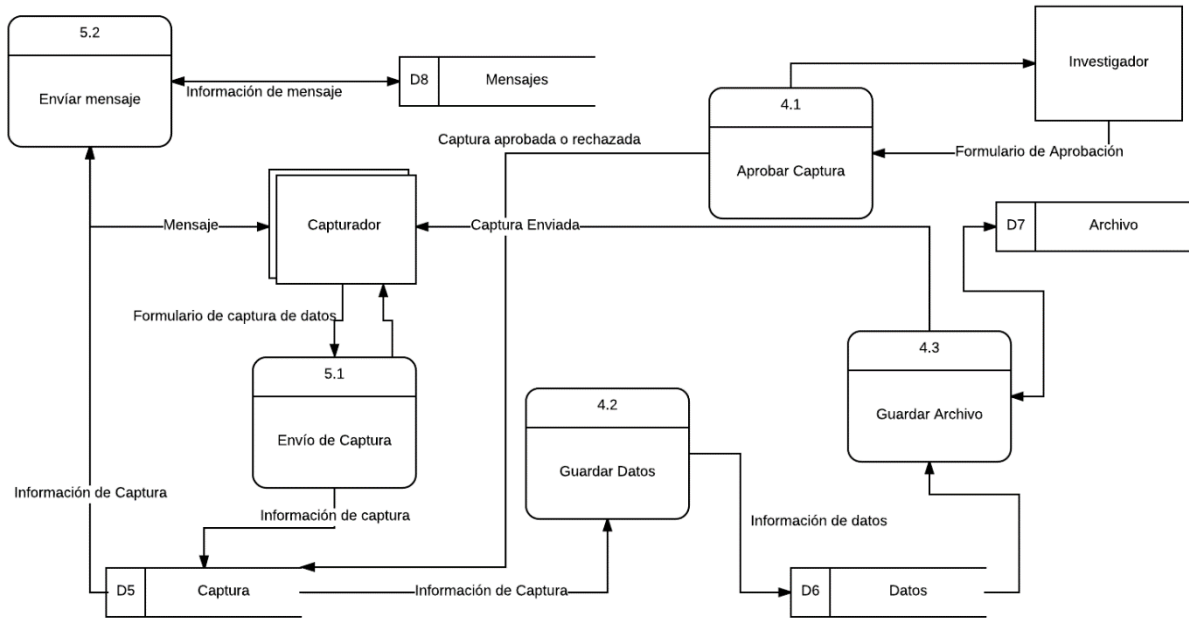 5.2
Envíar mensaje
Información de mensaje
D8
Mensajes
Investigador
4.1
Aprobar Captura
Formulario de Aprobación
Captura aprobada o rechazada
Mensaje
Capturador
Captura Enviada
D7
Archivo
Formulario de captura de datos
5.1
Envío de Captura
4.2
Guardar Datos
4.3
Guardar Archivo
Información de Captura
Información de captura
Información de datos
D5
Captura
Información de Captura
D6
Datos